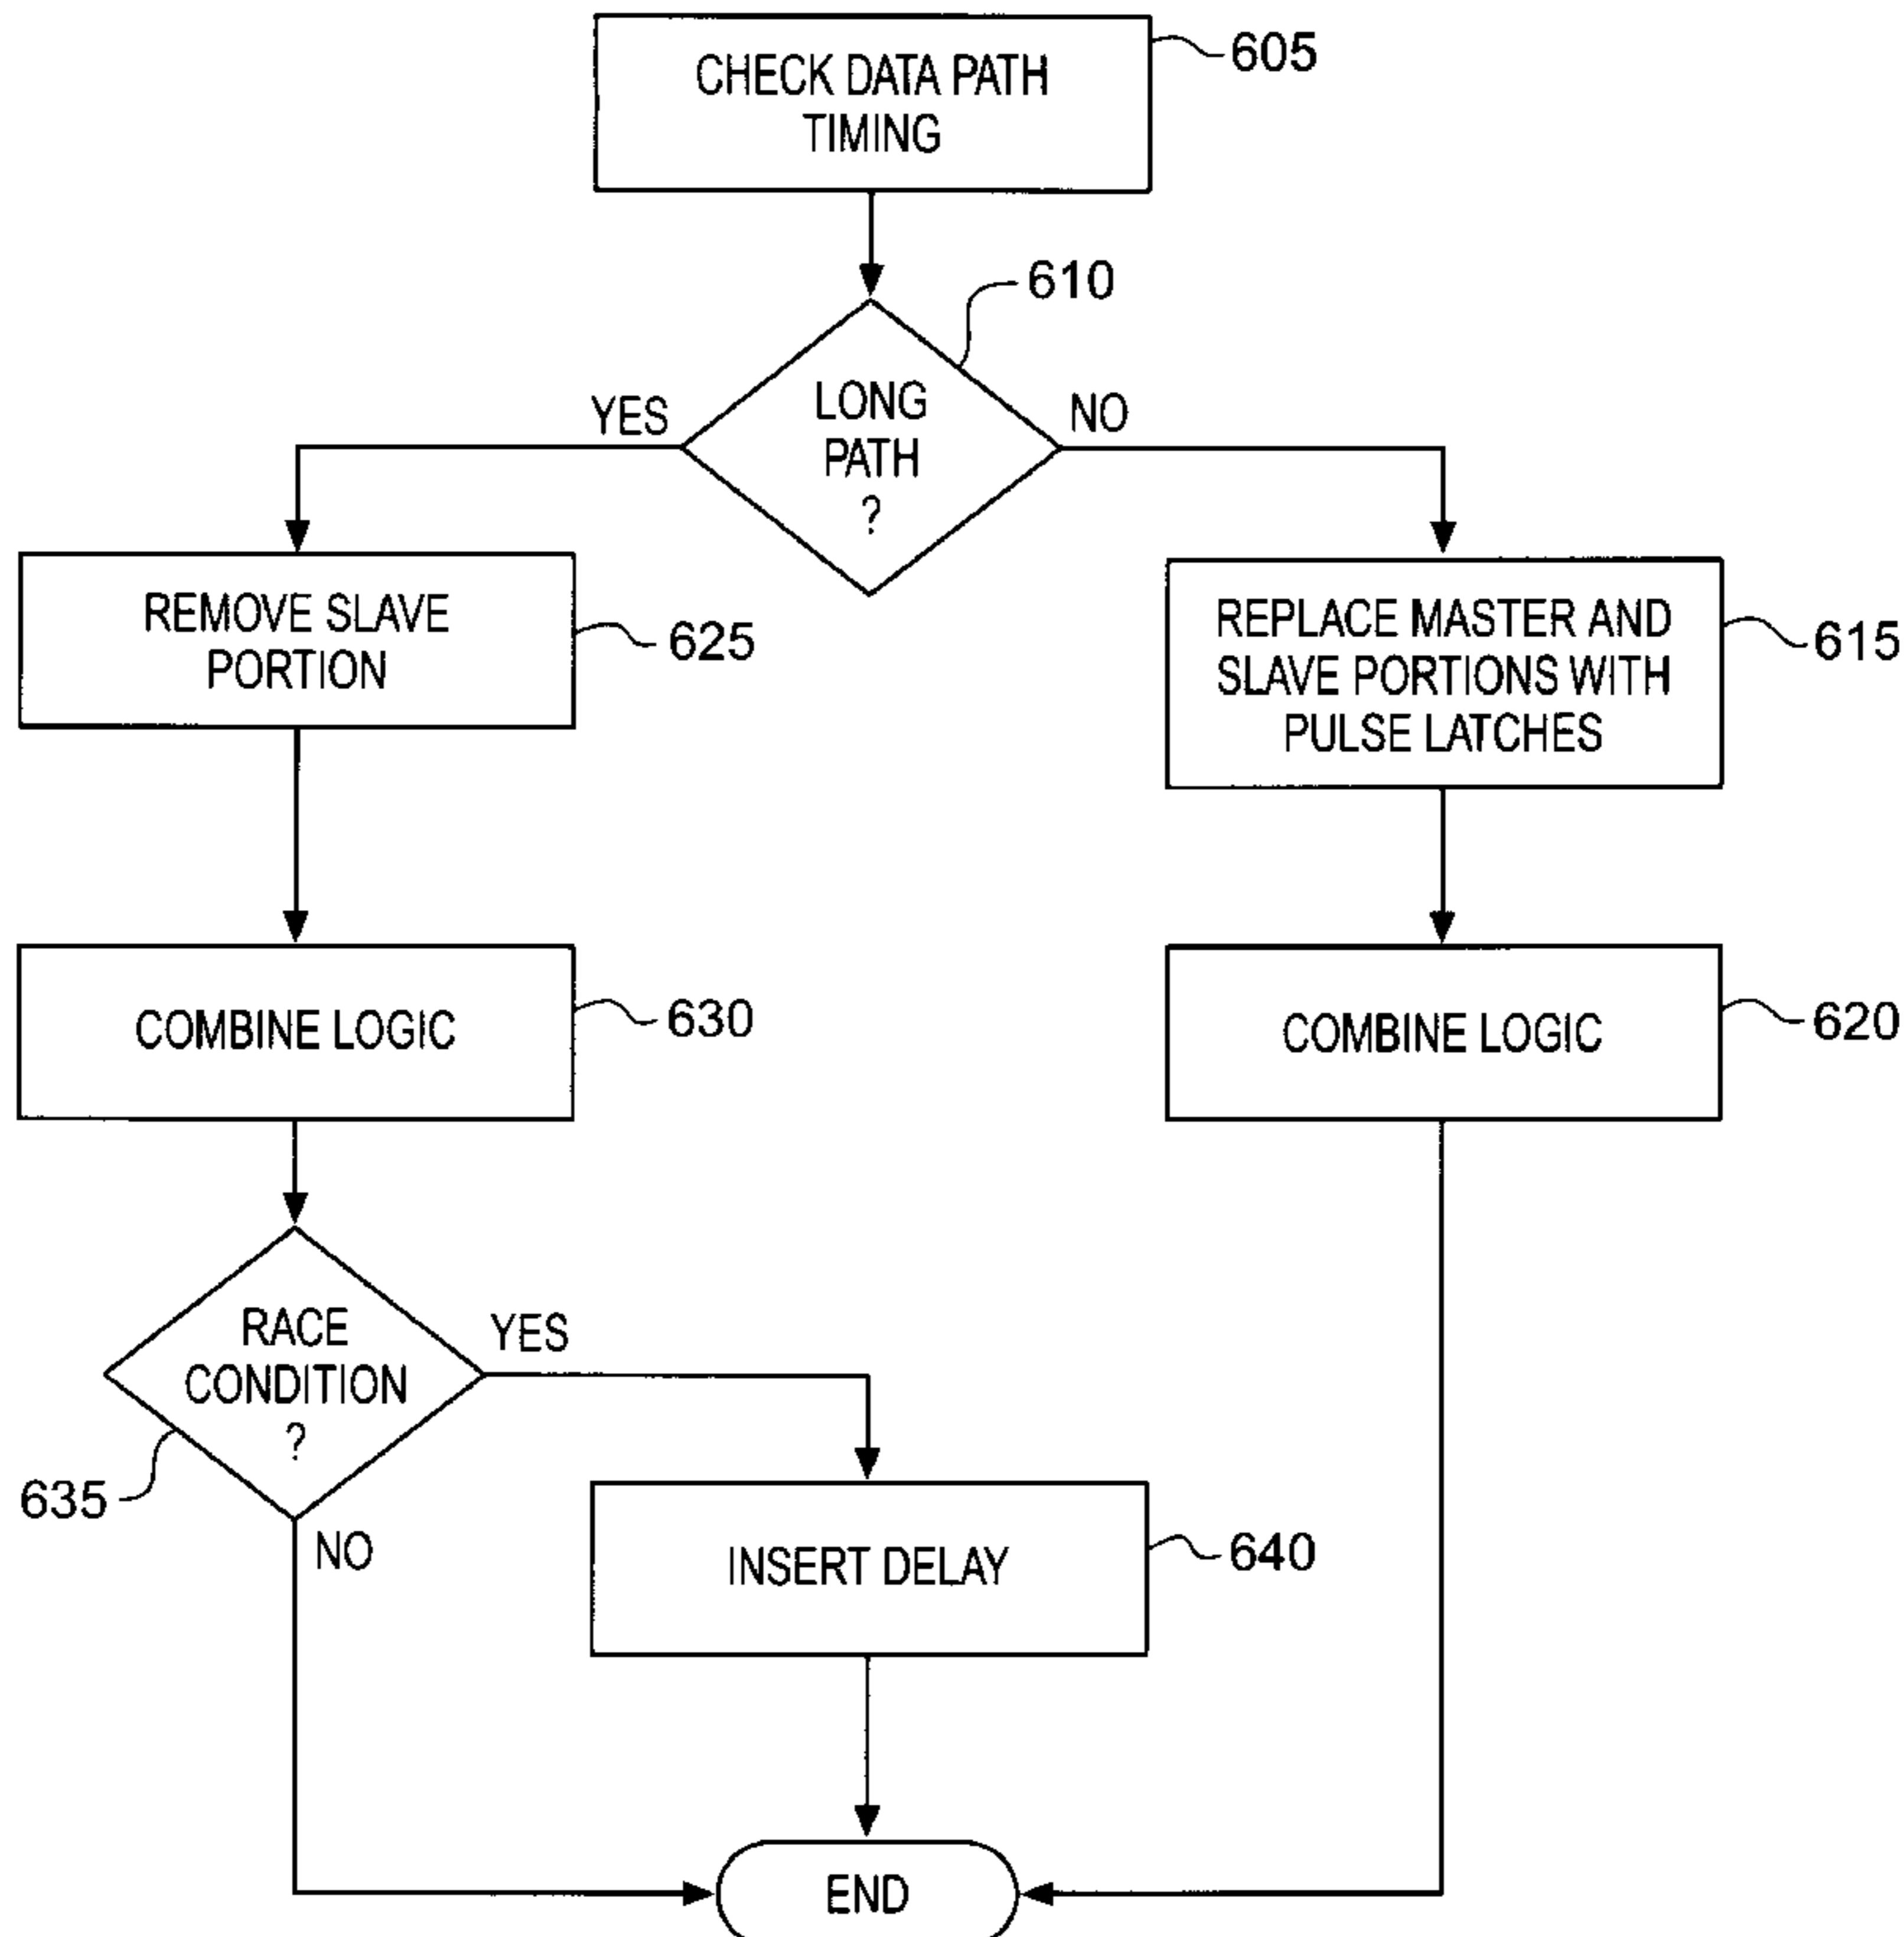 CHECK DATA PATH
TIMING
605
610
LONG
PATH
?
YES
NO
REMOVE SLAVE
PORTION
625
REPLACE MASTER AND
SLAVE PORTIONS WITH
PULSE LATCHES
615
COMBINE LOGIC
630
COMBINE LOGIC
620
RACE
CONDITION
?
YES
635
NO
INSERT DELAY
640
END